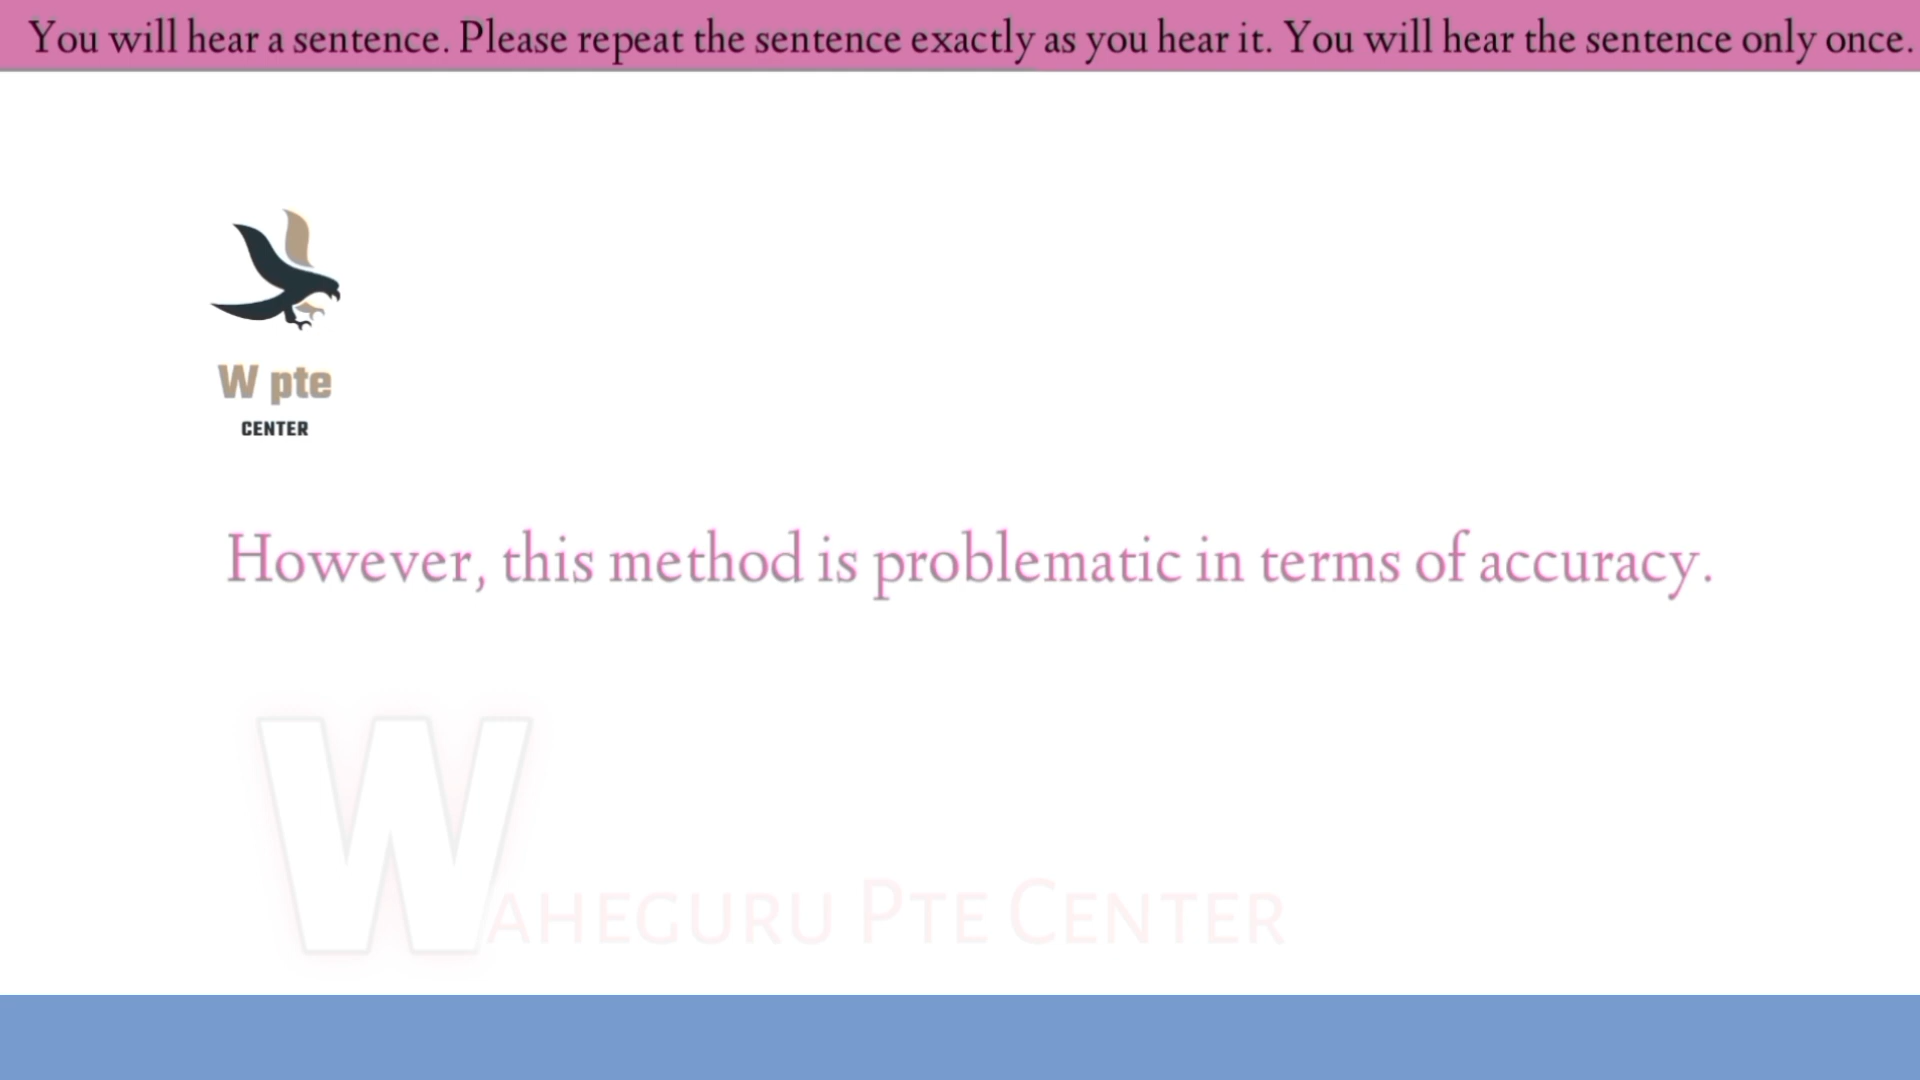 You will hear a sentence. Please repeat the sentence exactly as you hear it. You will hear the sentence only once.
W pte
CENTER
However, this method is problematic in terms of accuracy.
WAHEGURU PTE CENTER